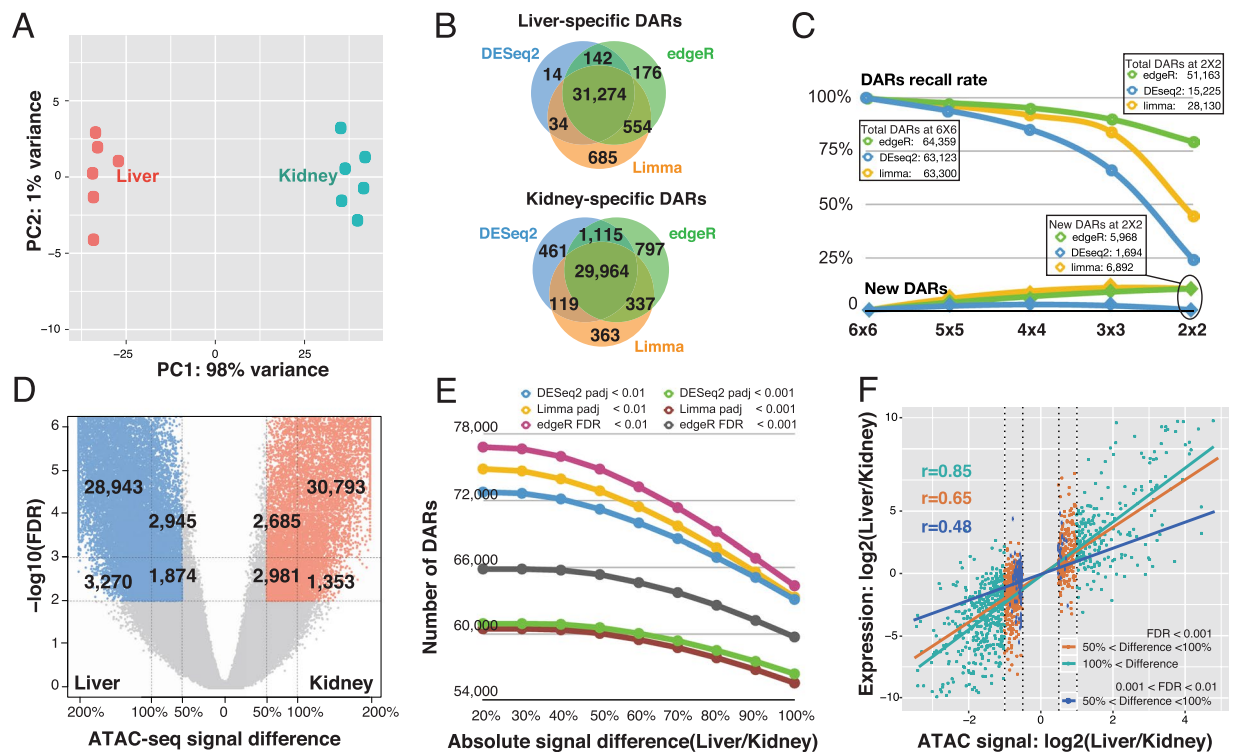 A
PC2: 1% variance
5
0
−5
−10
Liver
Kidney
−25
0
25
PC1: 98% variance
B
Liver-specific DARs
DESeq2
edgeR
142
14
176
31,274
34
554
685
Limma
Kidney-specific DARs
DESeq2
edgeR
1,115
461
797
29,964
119
337
363
Limma
C
DARs recall rate
100%
75%
50%
25%
0
Total DARs at 2X2
edgeR: 51,163
DEseq2: 15,225
limma: 28,130
Total DARs at 6X6
edgeR: 64,359
DEseq2: 63,123
limma: 63,300
New DARs at 2X2
edgeR: 5,968
DEseq2: 1,694
limma: 6,892
New DARs
6x6
5x5
4x4
3x3
2x2
D
−log10(FDR)
6
5
4
3
2
1
0
28,943
30,793
2,945
2,685
3,270
1,874
2,981
1,353
Liver
Kidney
200%
100%
50%
0
50%
100%
200%
ATAC-seq signal difference
E
DESeq2 padj < 0.01
DESeq2 padj < 0.001
Limma padj < 0.01
Limma padj < 0.001
edgeR FDR < 0.01
edgeR FDR < 0.001
Number of DARs
78,000
72,000
66,000
60,000
54,000
20%
30%
40%
50%
60%
70%
80%
90%
100%
Absolute signal difference(Liver/Kidney)
F
Expression: log2(Liver/Kidney)
10
5
0
−5
−10
r=0.85
r=0.65
r=0.48
FDR < 0.001
50% < Difference <100%
100% < Difference
0.001 < FDR < 0.01
50% < Difference <100%
−2
0
2
4
ATAC signal: log2(Liver/Kidney)